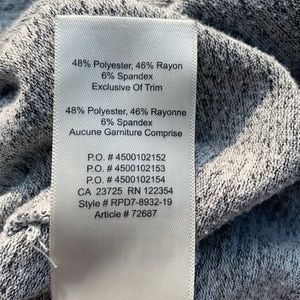 48% Polyester, 46% Rayon
6% Spandex
Exclusive Of Trim
48% Polyester, 46% Rayonne
6% Spandex
Aucune Garniture Comprise
P.O. # 4500102152
P.O. # 4500102153
P.O. # 4500102154
CA 23725 RN 122354
Style # RPD7-8932-19
Article # 72687